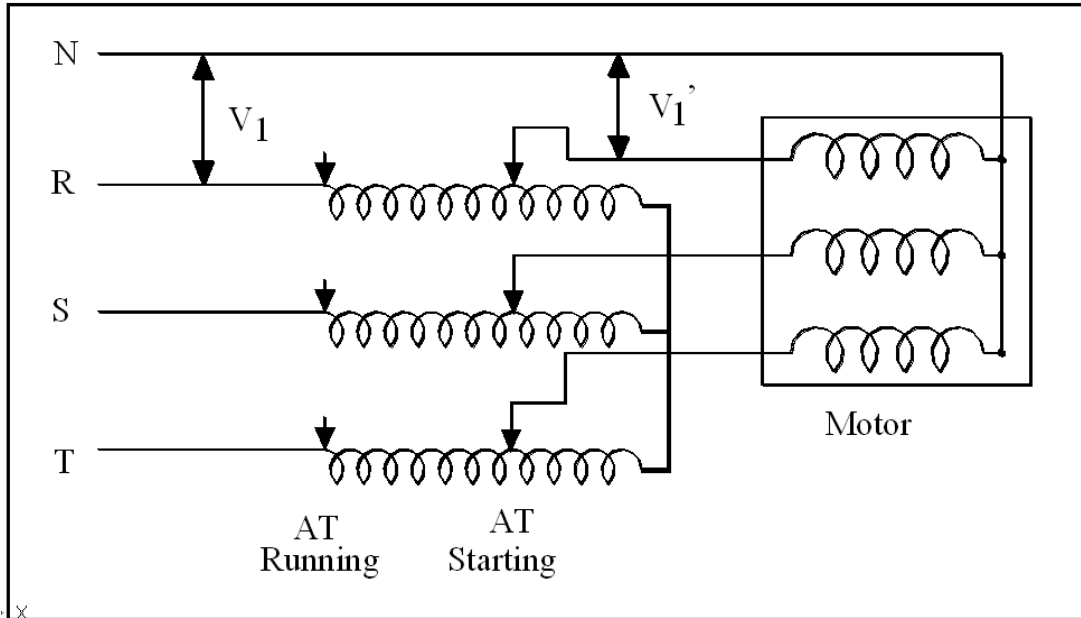 N
V1
V1’
R
S
T
Motor
AT
Running
AT
Starting
X